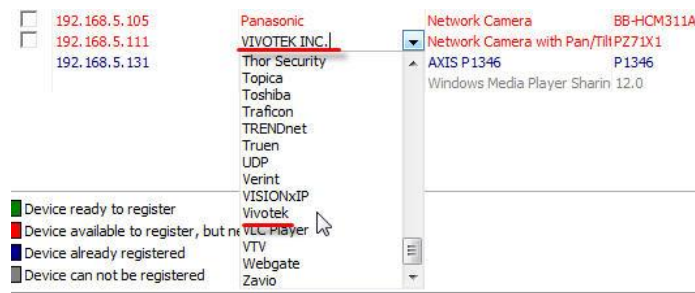 192.168.5.105 Panasonic Network Camera BB-HCM311A
192.168.5.111 VIVOTEK INC. Network Camera with Pan/Tilt PZ71X1
192.168.5.131 Thor Security AXIS P1346 P1346
Topica Windows Media Player Sharin 12.0
Toshiba
Traficon
TRENDnet
Truen
UDP
Verint
VISIONxIP
Device ready to register Vivotek
Device available to register, but ne VLC Player
Device already registered VTV
Webgate
Device can not be registered Zavio